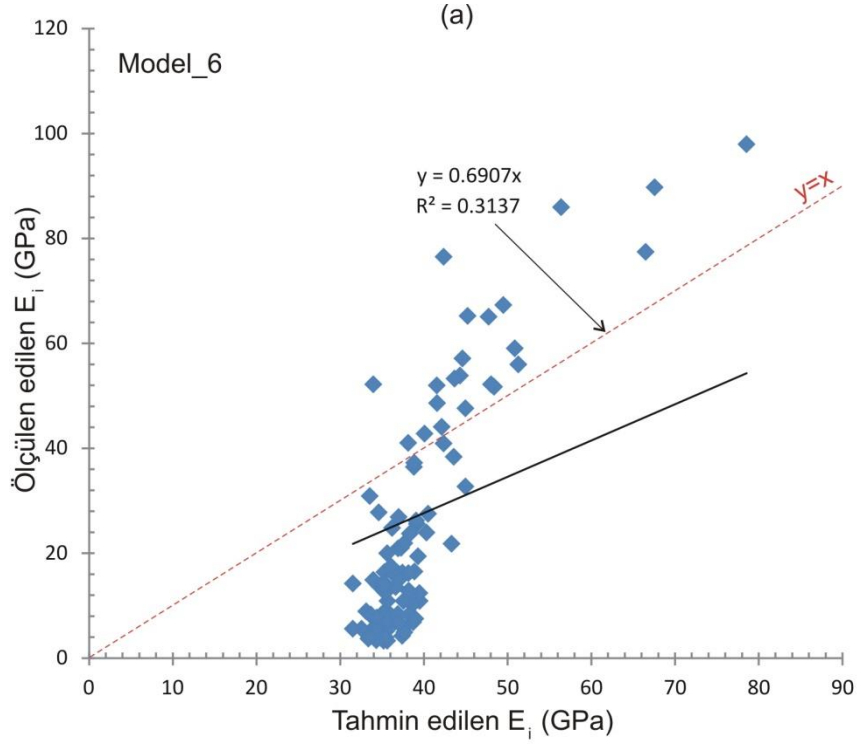 (a)
120
Model_6
100
y = 0.6907x
R² = 0.3137
y=x
80
60
40
20
0
Ölçülen edilen E i (GPa)
0 10 20 30 40 50 60 70 80 90
Tahmin edilen E i (GPa)